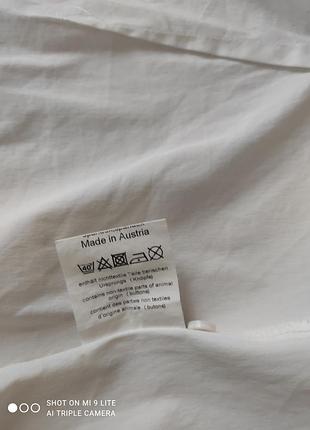 Made in Austria
40
enthält nichttextile Teile tierischen
Ursprungs (Knöpfe)
contains non-textile parts of animal
origin (buttons)
contient des parties non textiles
d'origine animale (butons)
SHOT ON MI 9 LITE
AI TRIPLE CAMERA